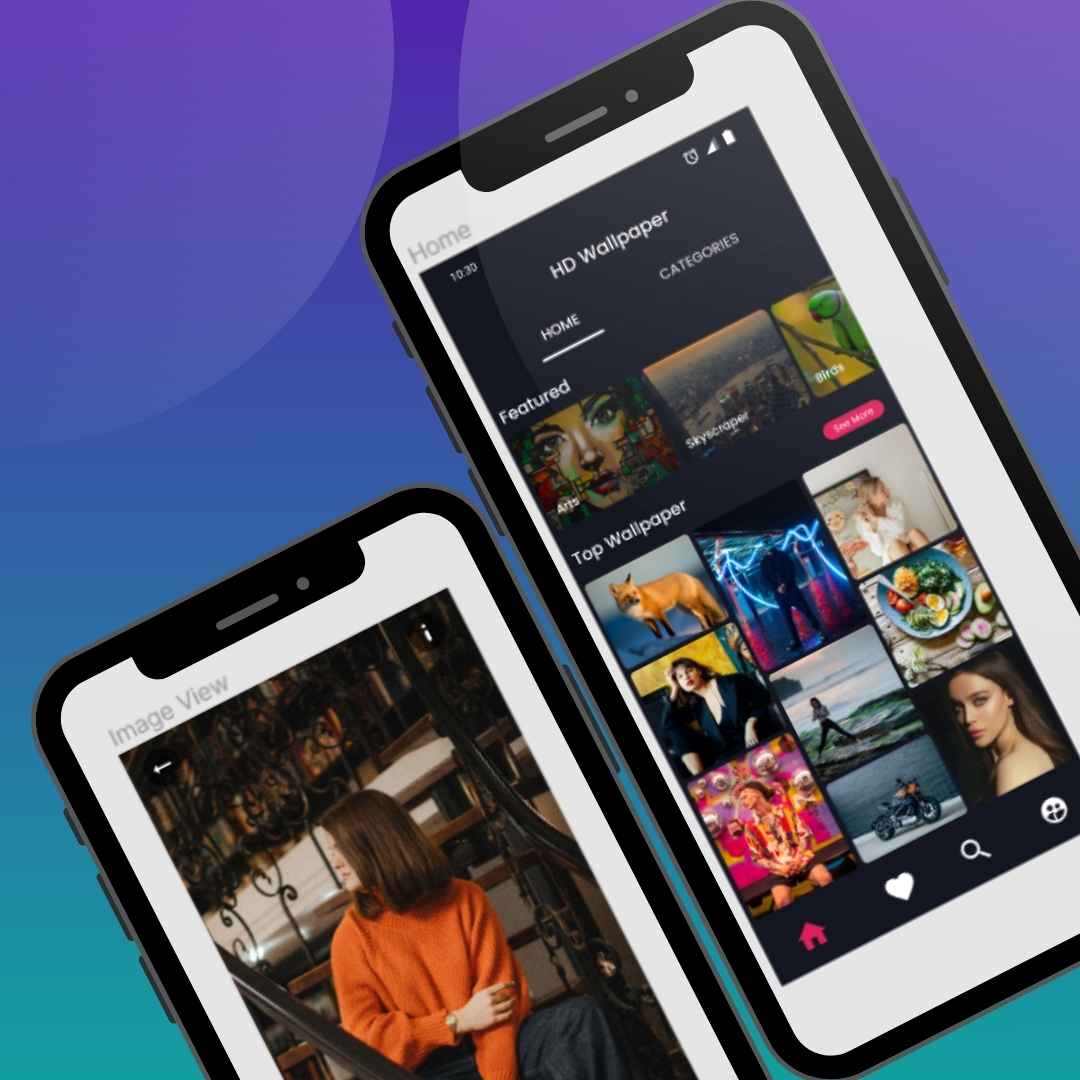 Home
10:30
HD Wallpaper
HOME
CATEGORIES
Featured
Arts
Skyscraper
Birds
Top Wallpaper
See More
Image View